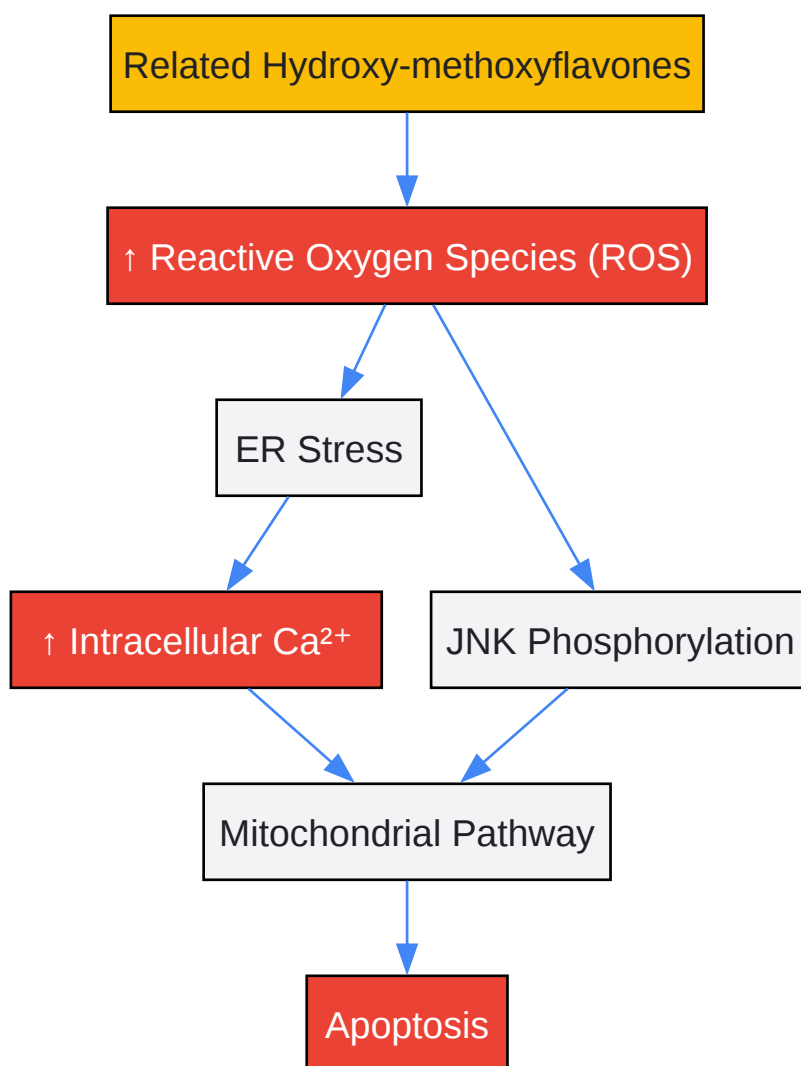 Related Hydroxy-methoxyflavones
↑ Reactive Oxygen Species (ROS)
ER Stress
↑ Intracellular Ca²⁺
JNK Phosphorylation
Mitochondrial Pathway
Apoptosis